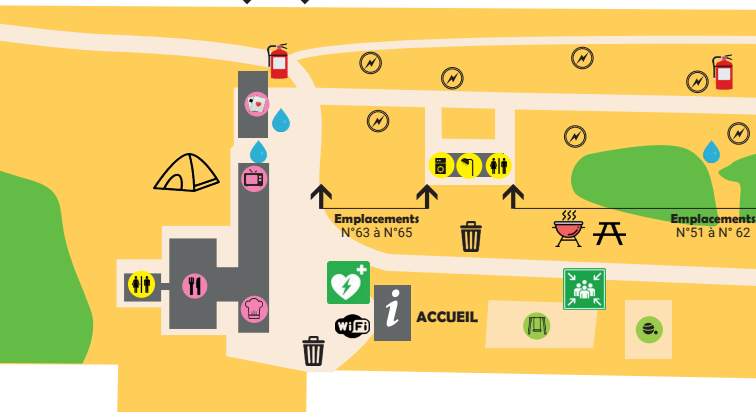 Emplacements
N°63 à N°65
Emplacements
N°51 à N° 62
WiFi
i
ACCUEIL